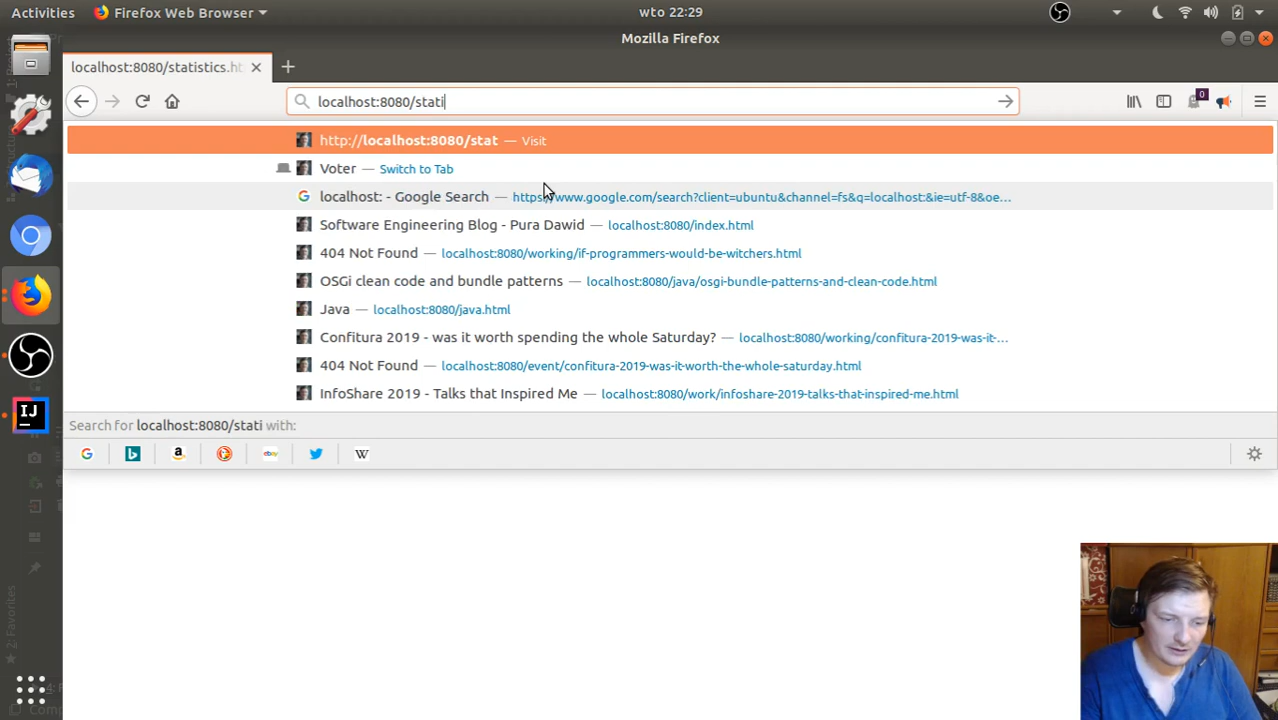 Activities Firefox Web Browser wto 22:29
Mozilla Firefox
localhost:8080/statistics.ht
localhost:8080/stati
0
http://localhost:8080/stat — Visit
Voter — Switch to Tab
localhost: - Google Search — https://www.google.com/search?client=ubuntu&channel=fs&q=localhost:&ie=utf-8&oe...
Software Engineering Blog - Pura Dawid — localhost:8080/index.html
404 Not Found — localhost:8080/working/if-programmers-would-be-witchers.html
OSGi clean code and bundle patterns — localhost:8080/java/osgi-bundle-patterns-and-clean-code.html
Java — localhost:8080/java.html
Confitura 2019 - was it worth spending the whole Saturday? — localhost:8080/working/confitura-2019-was-it-...
404 Not Found — localhost:8080/event/confitura-2019-was-it-worth-the-whole-saturday.html
InfoShare 2019 - Talks that Inspired Me — localhost:8080/work/infoshare-2019-talks-that-inspired-me.html
Search for localhost:8080/stati with:
a
ebay
W
IJ
2: Favorites